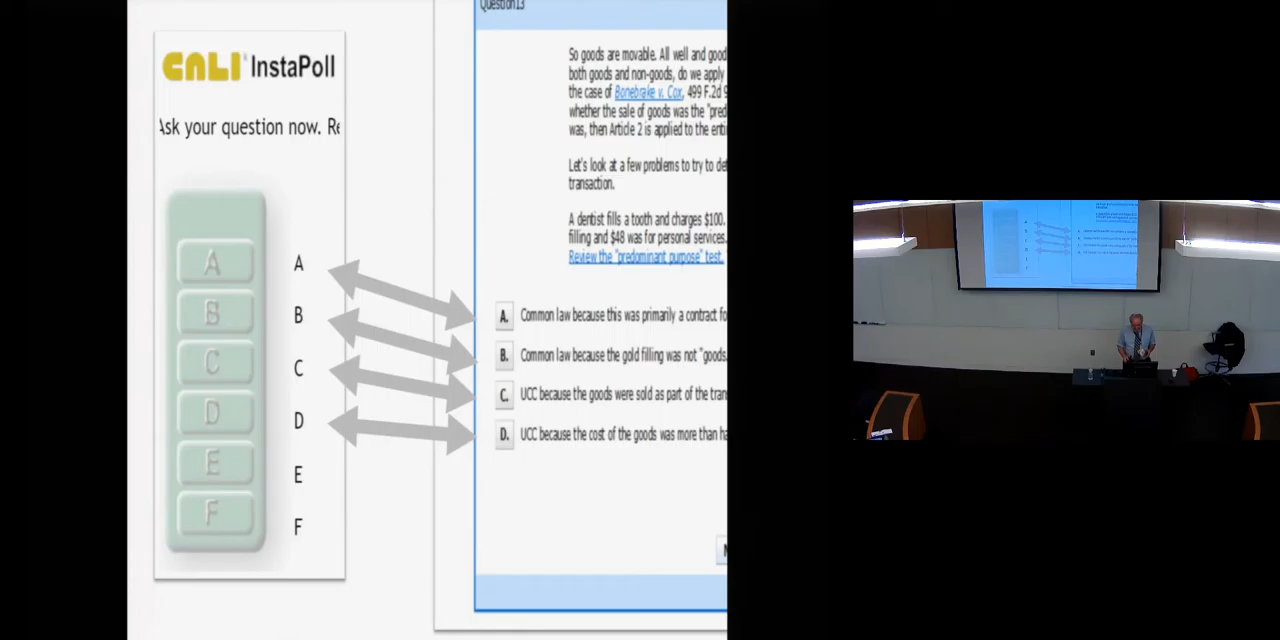 CALI InstaPoll
Ask your question now. Re
A
B
C
D
E
F
A
B
C
D
E
F
Question13
So goods are movable. All well and good
both goods and non-goods, do we apply
the case of Bonebrake v. Cox, 499 F.2d 9
whether the sale of goods was the "pred
was, then Article 2 is applied to the enti
Let's look at a few problems to try to det
transaction.
A dentist fills a tooth and charges $100.
filling and $48 was for personal services.
Review the "predominant purpose" test.
A. Common law because this was primarily a contract fo
B. Common law because the gold filling was not "goods.
C. UCC because the goods were sold as part of the tran
D. UCC because the cost of the goods was more than ha